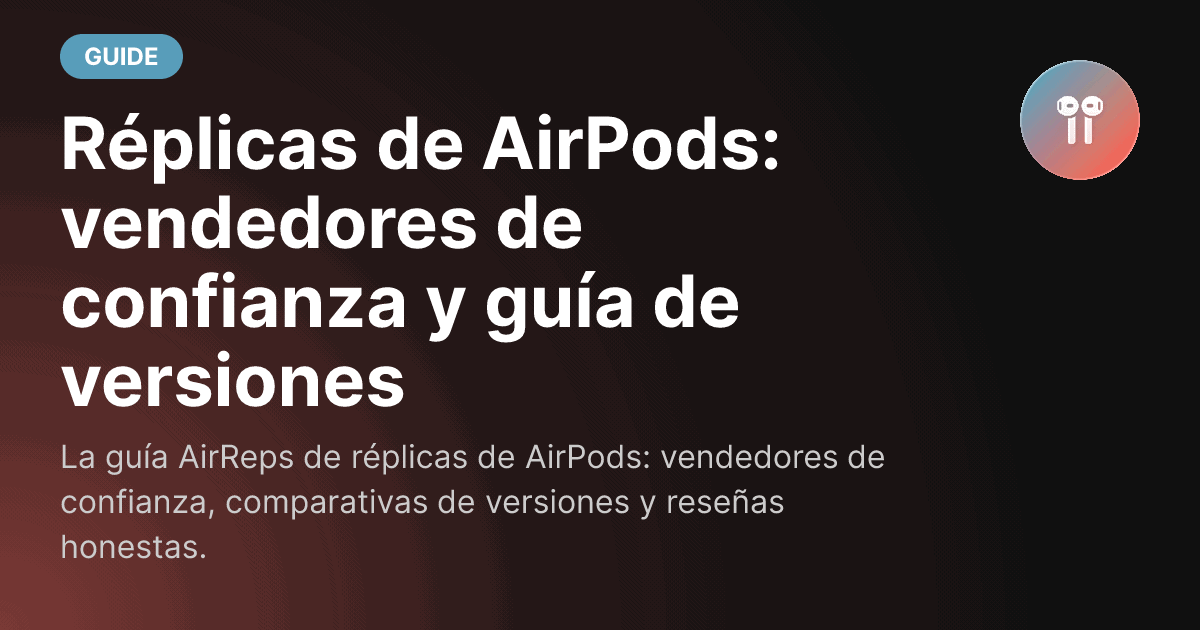 GUIDE
Réplicas de AirPods:
vendedores de
confianza y guía de
versiones
La guía AirReps de réplicas de AirPods: vendedores de
confianza, comparativas de versiones y reseñas
honestas.